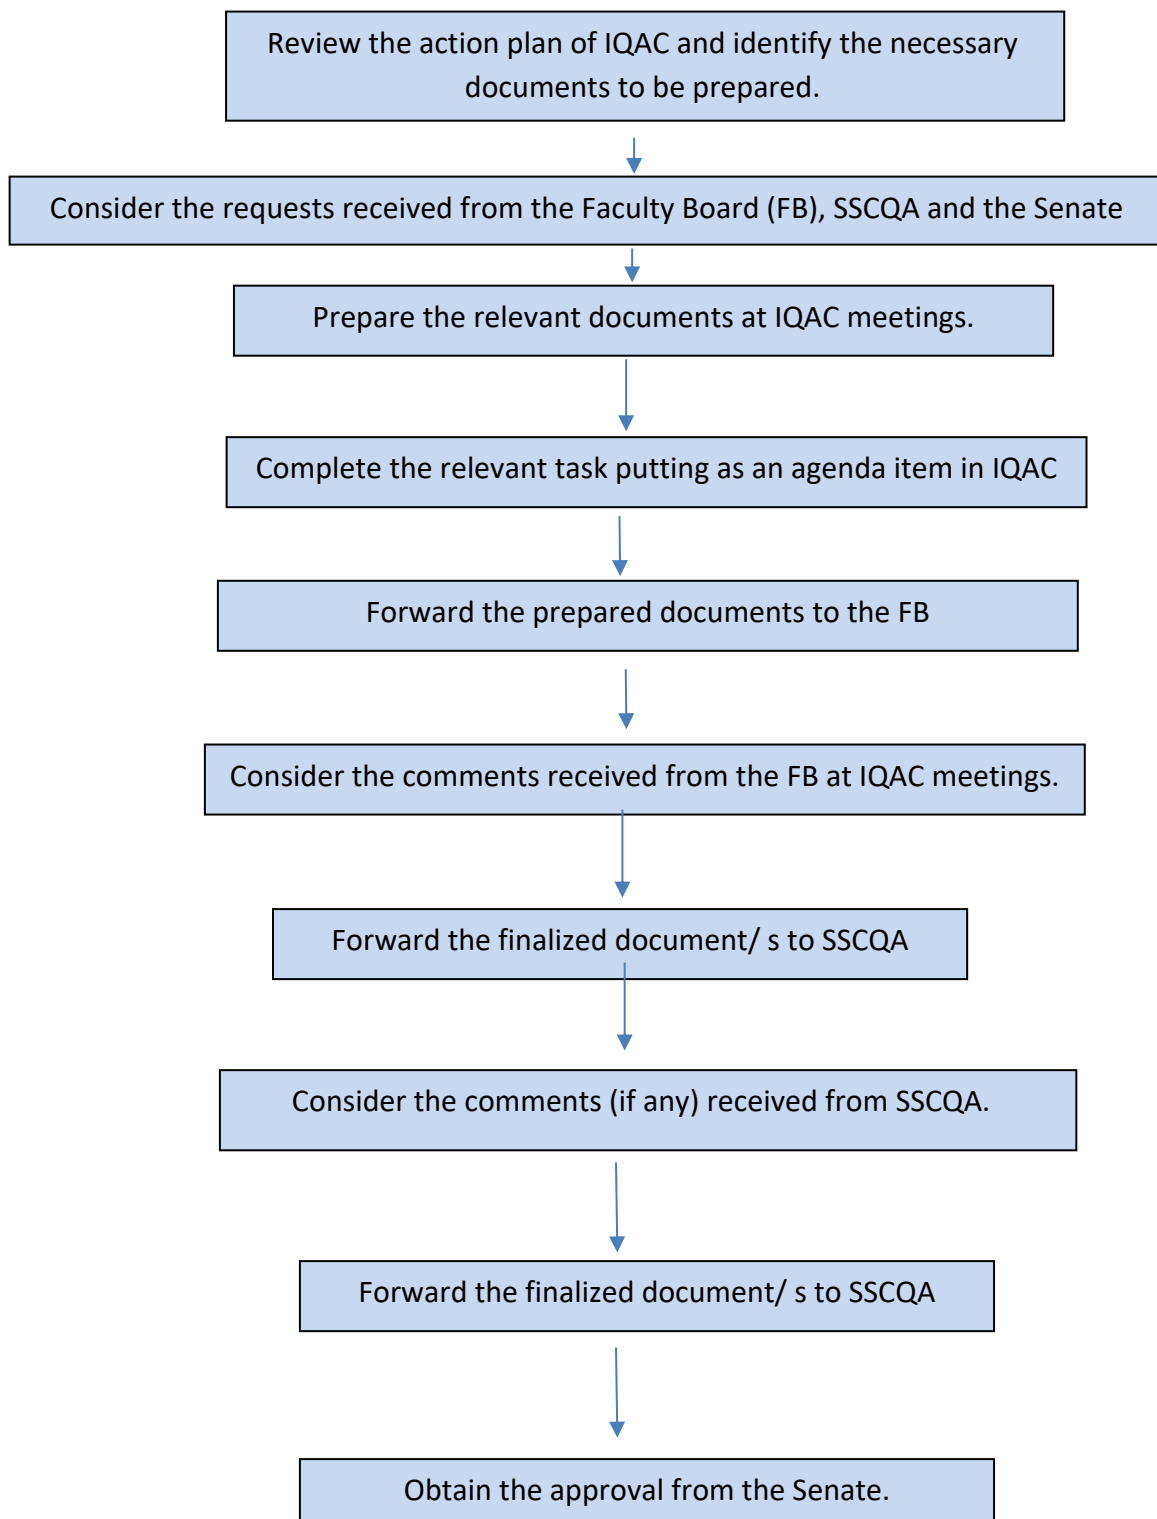 Review the action plan of IQAC and identify the necessary
documents to be prepared.
Consider the requests received from the Faculty Board (FB), SSCQA and the Senate
Prepare the relevant documents at IQAC meetings.
Complete the relevant task putting as an agenda item in IQAC
Forward the prepared documents to the FB
Consider the comments received from the FB at IQAC meetings.
Forward the finalized document/ s to SSCQA
Consider the comments (if any) received from SSCQA.
Forward the finalized document/ s to SSCQA
Obtain the approval from the Senate.